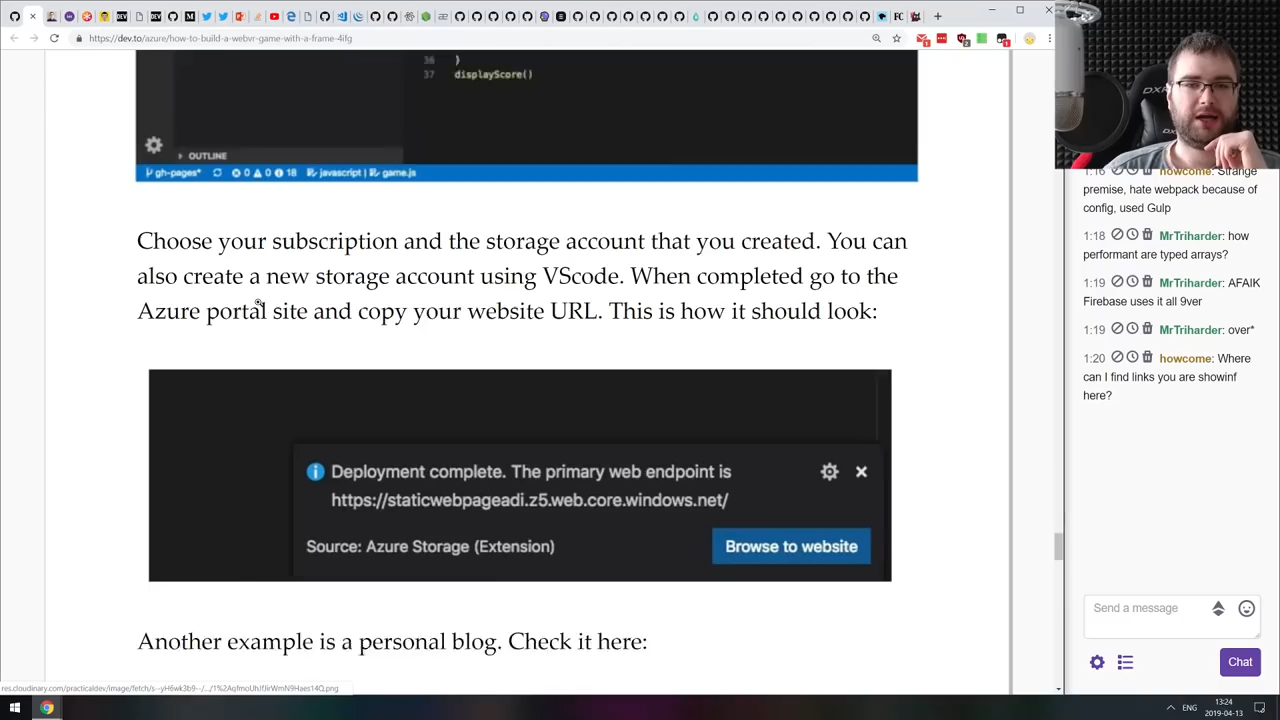 DEV
DEV
FC
https://dev.to/azure/how-to-build-a-webvr-game-with-a-frame-4ifg
36 }
37 displayScore()
OUTLINE
gh-pages* 0 0 18 javascript | game.js
Choose your subscription and the storage account that you created. You can
also create a new storage account using VScode. When completed go to the
Azure portal site and copy your website URL. This is how it should look:
Deployment complete. The primary web endpoint is
https://staticwebpageadi.z5.web.core.windows.net/
Source: Azure Storage (Extension)
Browse to website
Another example is a personal blog. Check it here:
DX
1:16 howcome: Strange
premise, hate webpack because of
config, used Gulp
1:18 MrTriharder: how
performant are typed arrays?
1:19 MrTriharder: AFAIK
Firebase uses it all 9ver
1:19 MrTriharder: over*
1:20 howcome: Where
can I find links you are showinf
here?
Send a message
Chat
ENG
13:24
2019-04-13